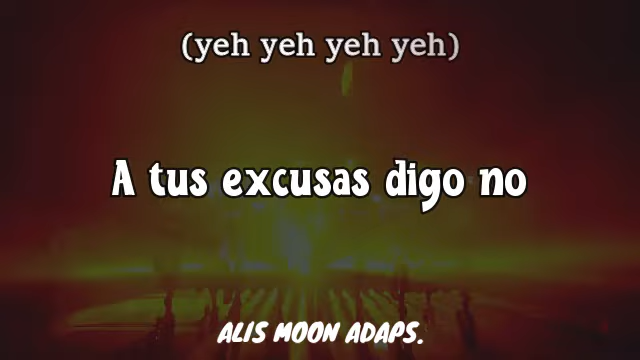 (yeh yeh yeh yeh)
A tus excusas digo no
ALIS MOON ADAPS.